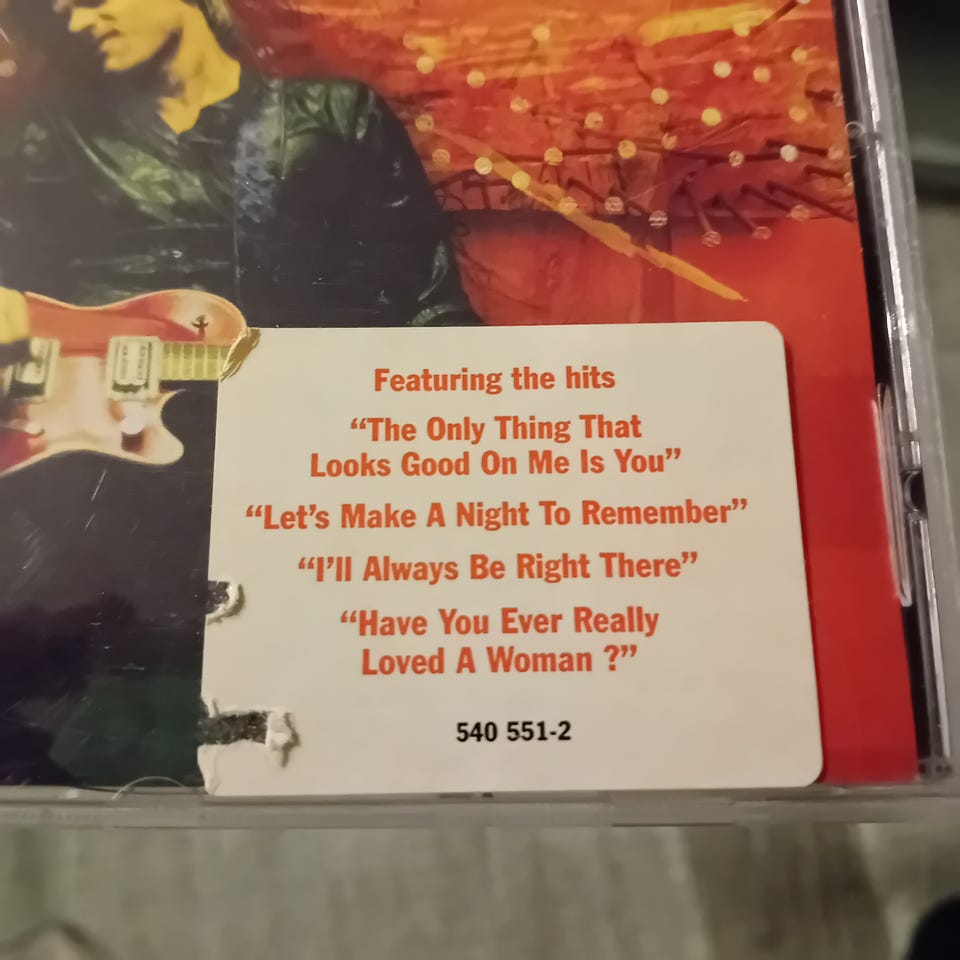 Featuring the hits
“The Only Thing That
Looks Good On Me Is You”
“Let’s Make A Night To Remember”
“I’ll Always Be Right There”
“Have You Ever Really
Loved A Woman ?”
540 551-2